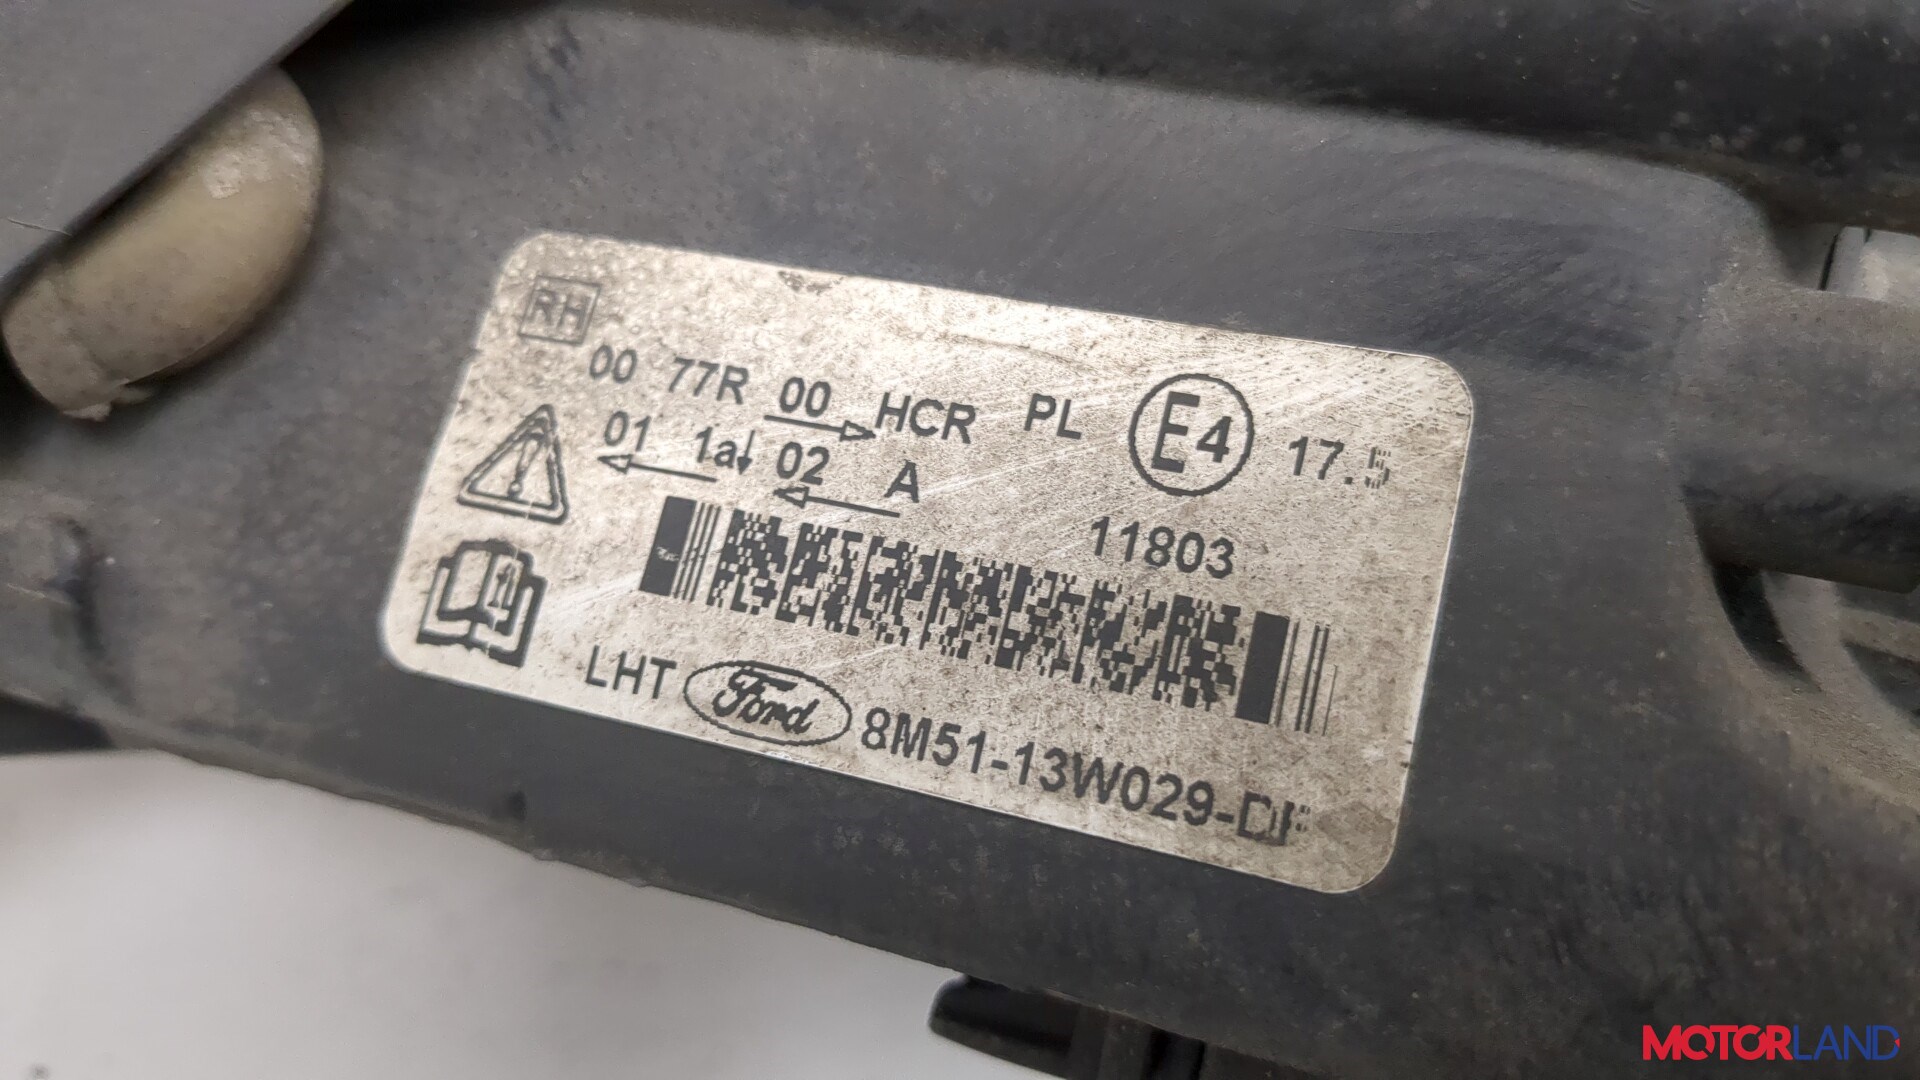 RH
00 77R 00 HCR PL E4 17.5
01 1a 02 A
11803
LHT Ford 8M51-13W029-
MOTORLAND